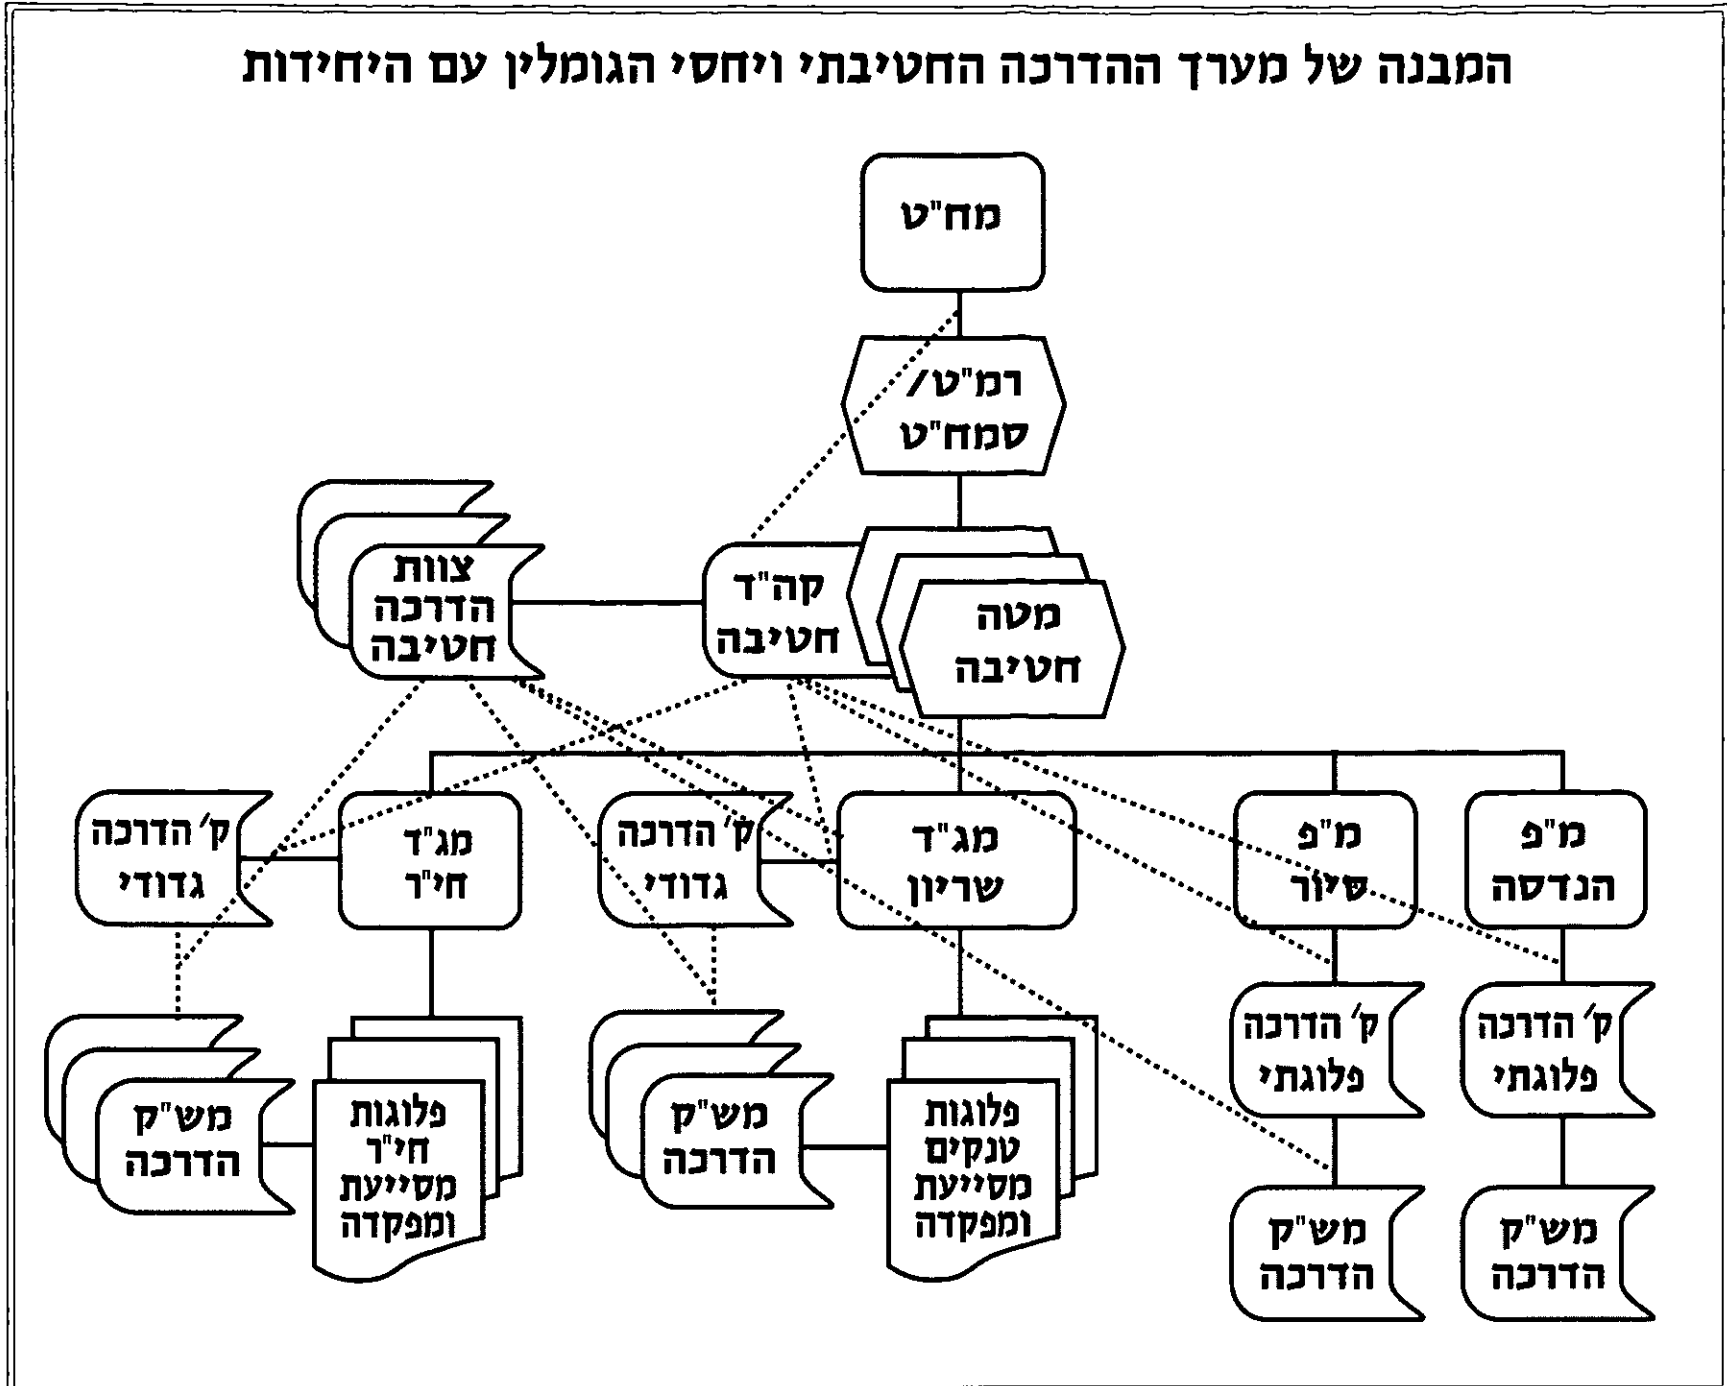 המבנה של מערך ההדרכה החטיבתי ויחסי הגומלין עם היחידות
מח"ט
רמ"ט/
סמח"ט
מטה
חטיבה
קה"ד
חטיבה
צוות
הדרכה
חטיבה
מ"פ
הנדסה
מ"פ
סיור
מג"ד
שריון
ק' הדרכה
גדודי
מג"ד
חי"ר
ק' הדרכה
גדודי
ק' הדרכה
פלוגתי
ק' הדרכה
פלוגתי
פלוגות
טנקים
מסייעת
ומפקדה
מש"ק
הדרכה
פלוגות
חי"ר
מסייעת
ומפקדה
מש"ק
הדרכה
מש"ק
הדרכה
מש"ק
הדרכה